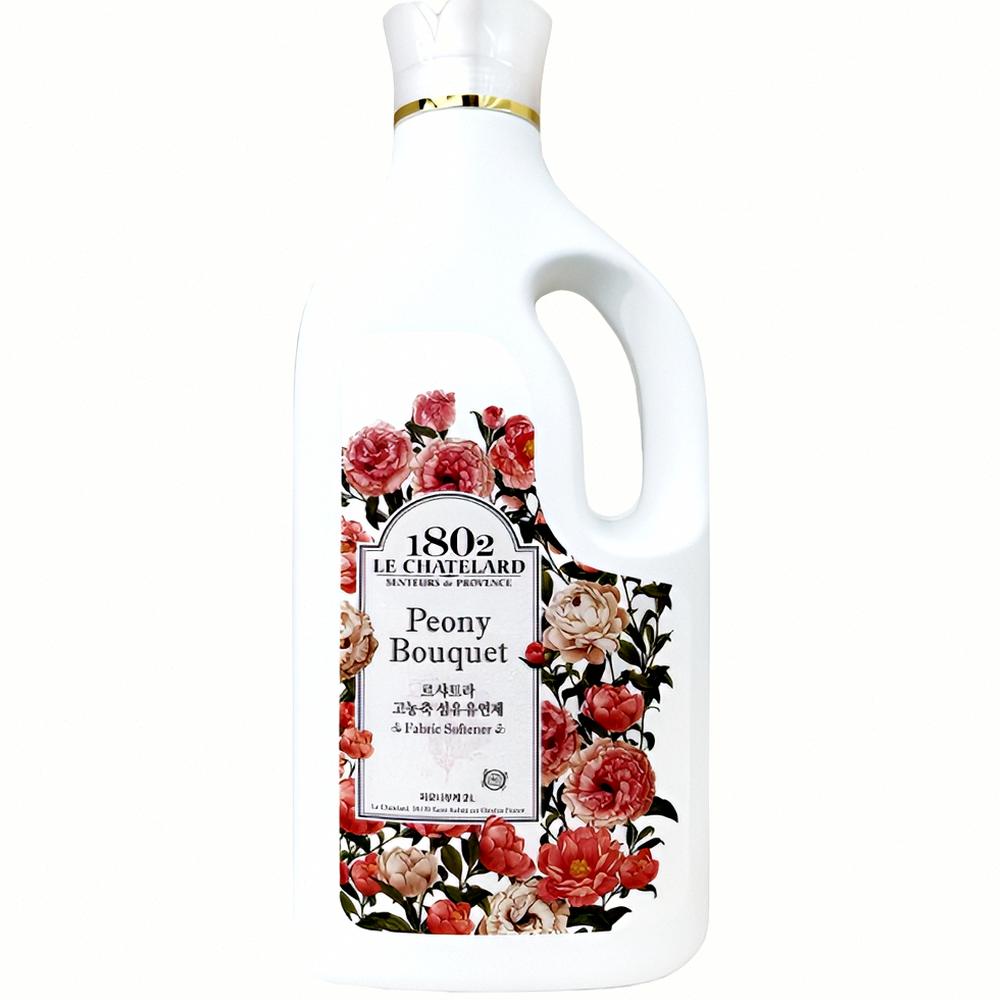 1802
LE CHATELARD
SENTEURS de PROVENCE
Peony
Bouquet
르샤트라
고농축 섬유유연제
Fabric Softener